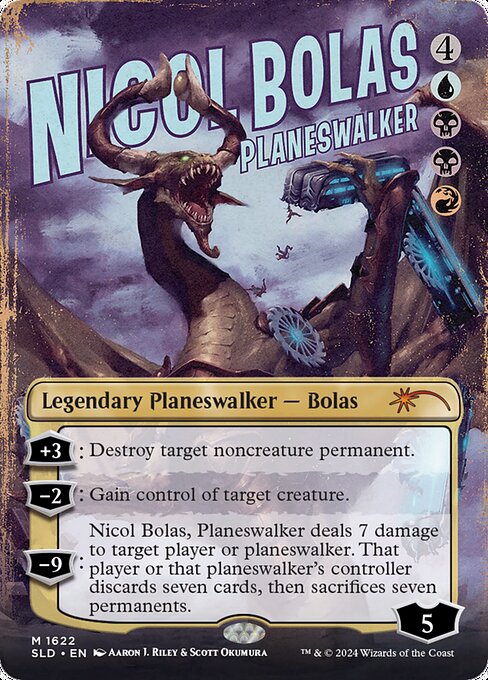 NICOL BOLAS
PLANESWALKER
4
Legendary Planeswalker — Bolas
+3 : Destroy target noncreature permanent.
−2 : Gain control of target creature.
Nicol Bolas, Planeswalker deals 7 damage
to target player or planeswalker. That
−9 : player or that planeswalker's controller
discards seven cards, then sacrifices seven
permanents.
5
M 1622
SLD • EN Aaron J. Riley & Scott Okumura
™ & © 2024 Wizards of the Coast